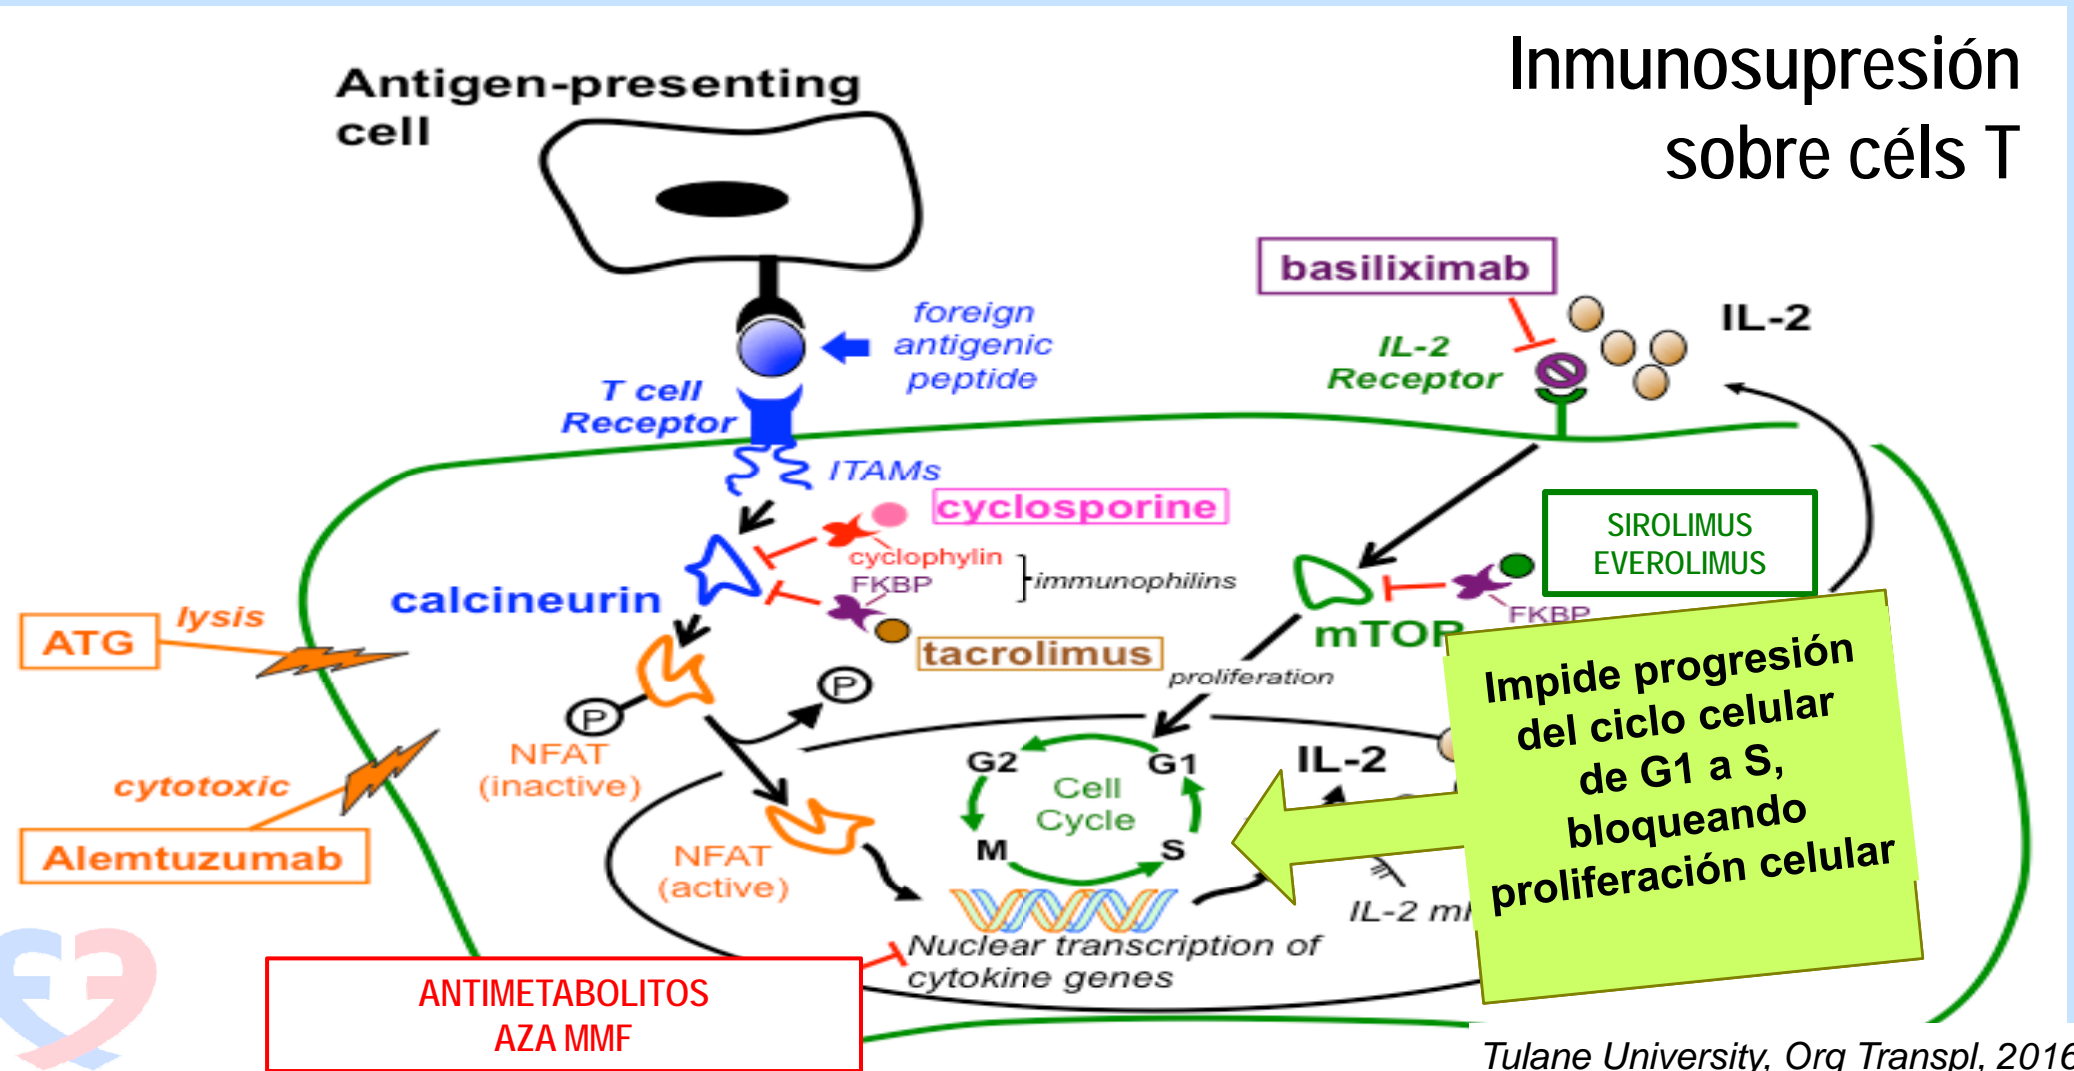 Inmunosupresión
sobre céls T
Antigen-presenting
cell
basiliximab
IL-2
foreign
antigenic
peptide
IL-2
Receptor
T cell
Receptor
ITAMs
cyclosporine
SIROLIMUS
EVEROLIMUS
cyclophylin
FKBP
immunophilins
calcineurin
FKBP
lysis
ATG
mTOR
tacrolimus
proliferation
Impide progresión
del ciclo celular
de G1 a S,
bloqueando
proliferación celular
P
P
NFAT
(inactive)
G2
G1
IL-2
Cell
Cycle
cytotoxic
M
S
Alemtuzumab
NFAT
(active)
IL-2
Nuclear transcription of
cytokine genes
ANTIMETABOLITOS
AZA MMF
Tulane University, Org Transpl, 2016